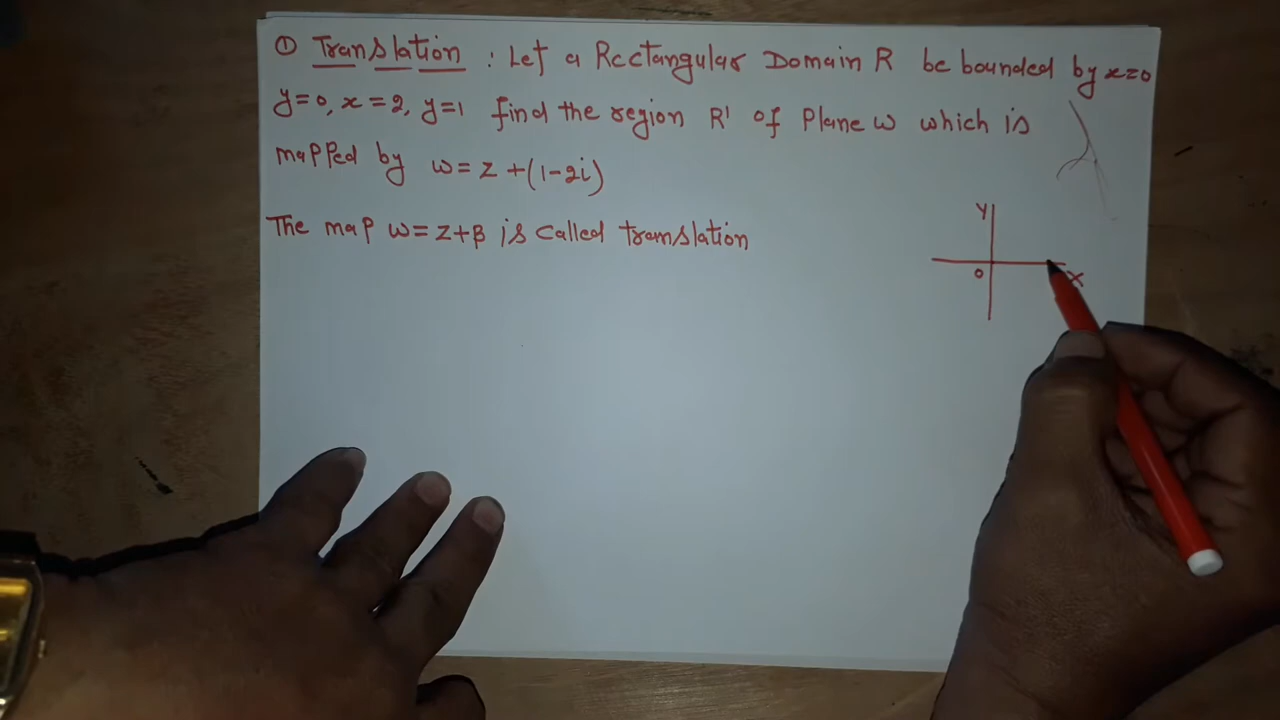 ① Translation : Let a Rectangular Domain R be bounded by x=0
y=0, x=2, y=1 find the region R' of Plane w which is
mapped by w= z +(1-2i)
The map w= z+β is called translation
Y
0 X